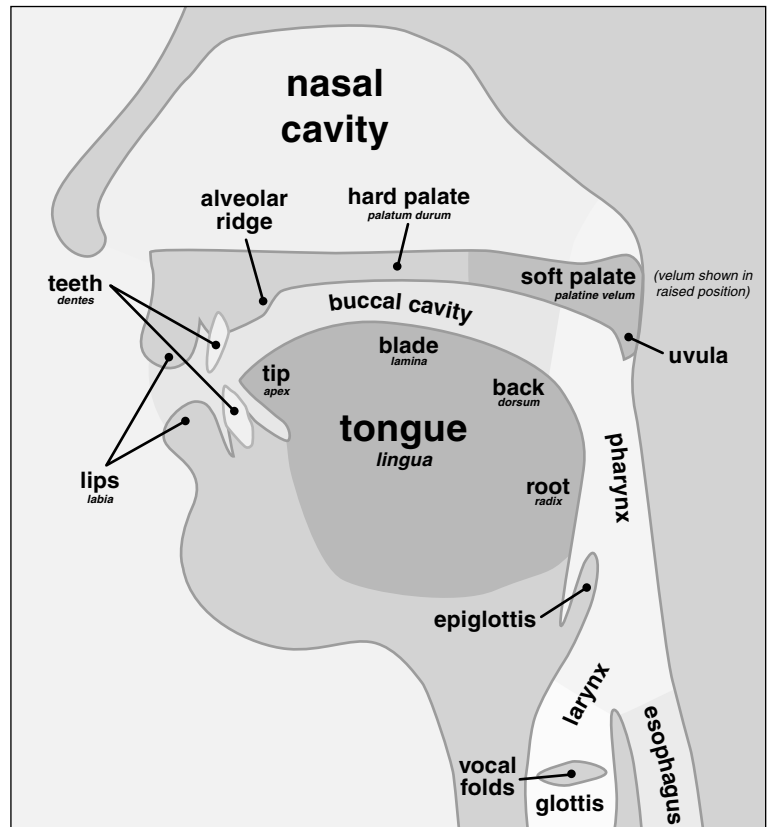 nasal
cavity
alveolar
ridge
hard palate
palatum durum
teeth
dentes
soft palate
palatine velum
(velum shown in
raised position)
buccal cavity
uvula
blade
lamina
tip
apex
back
dorsum
tongue
lingua
pharynx
lips
labia
root
radix
epiglottis
larynx
esophagus
vocal
folds
glottis